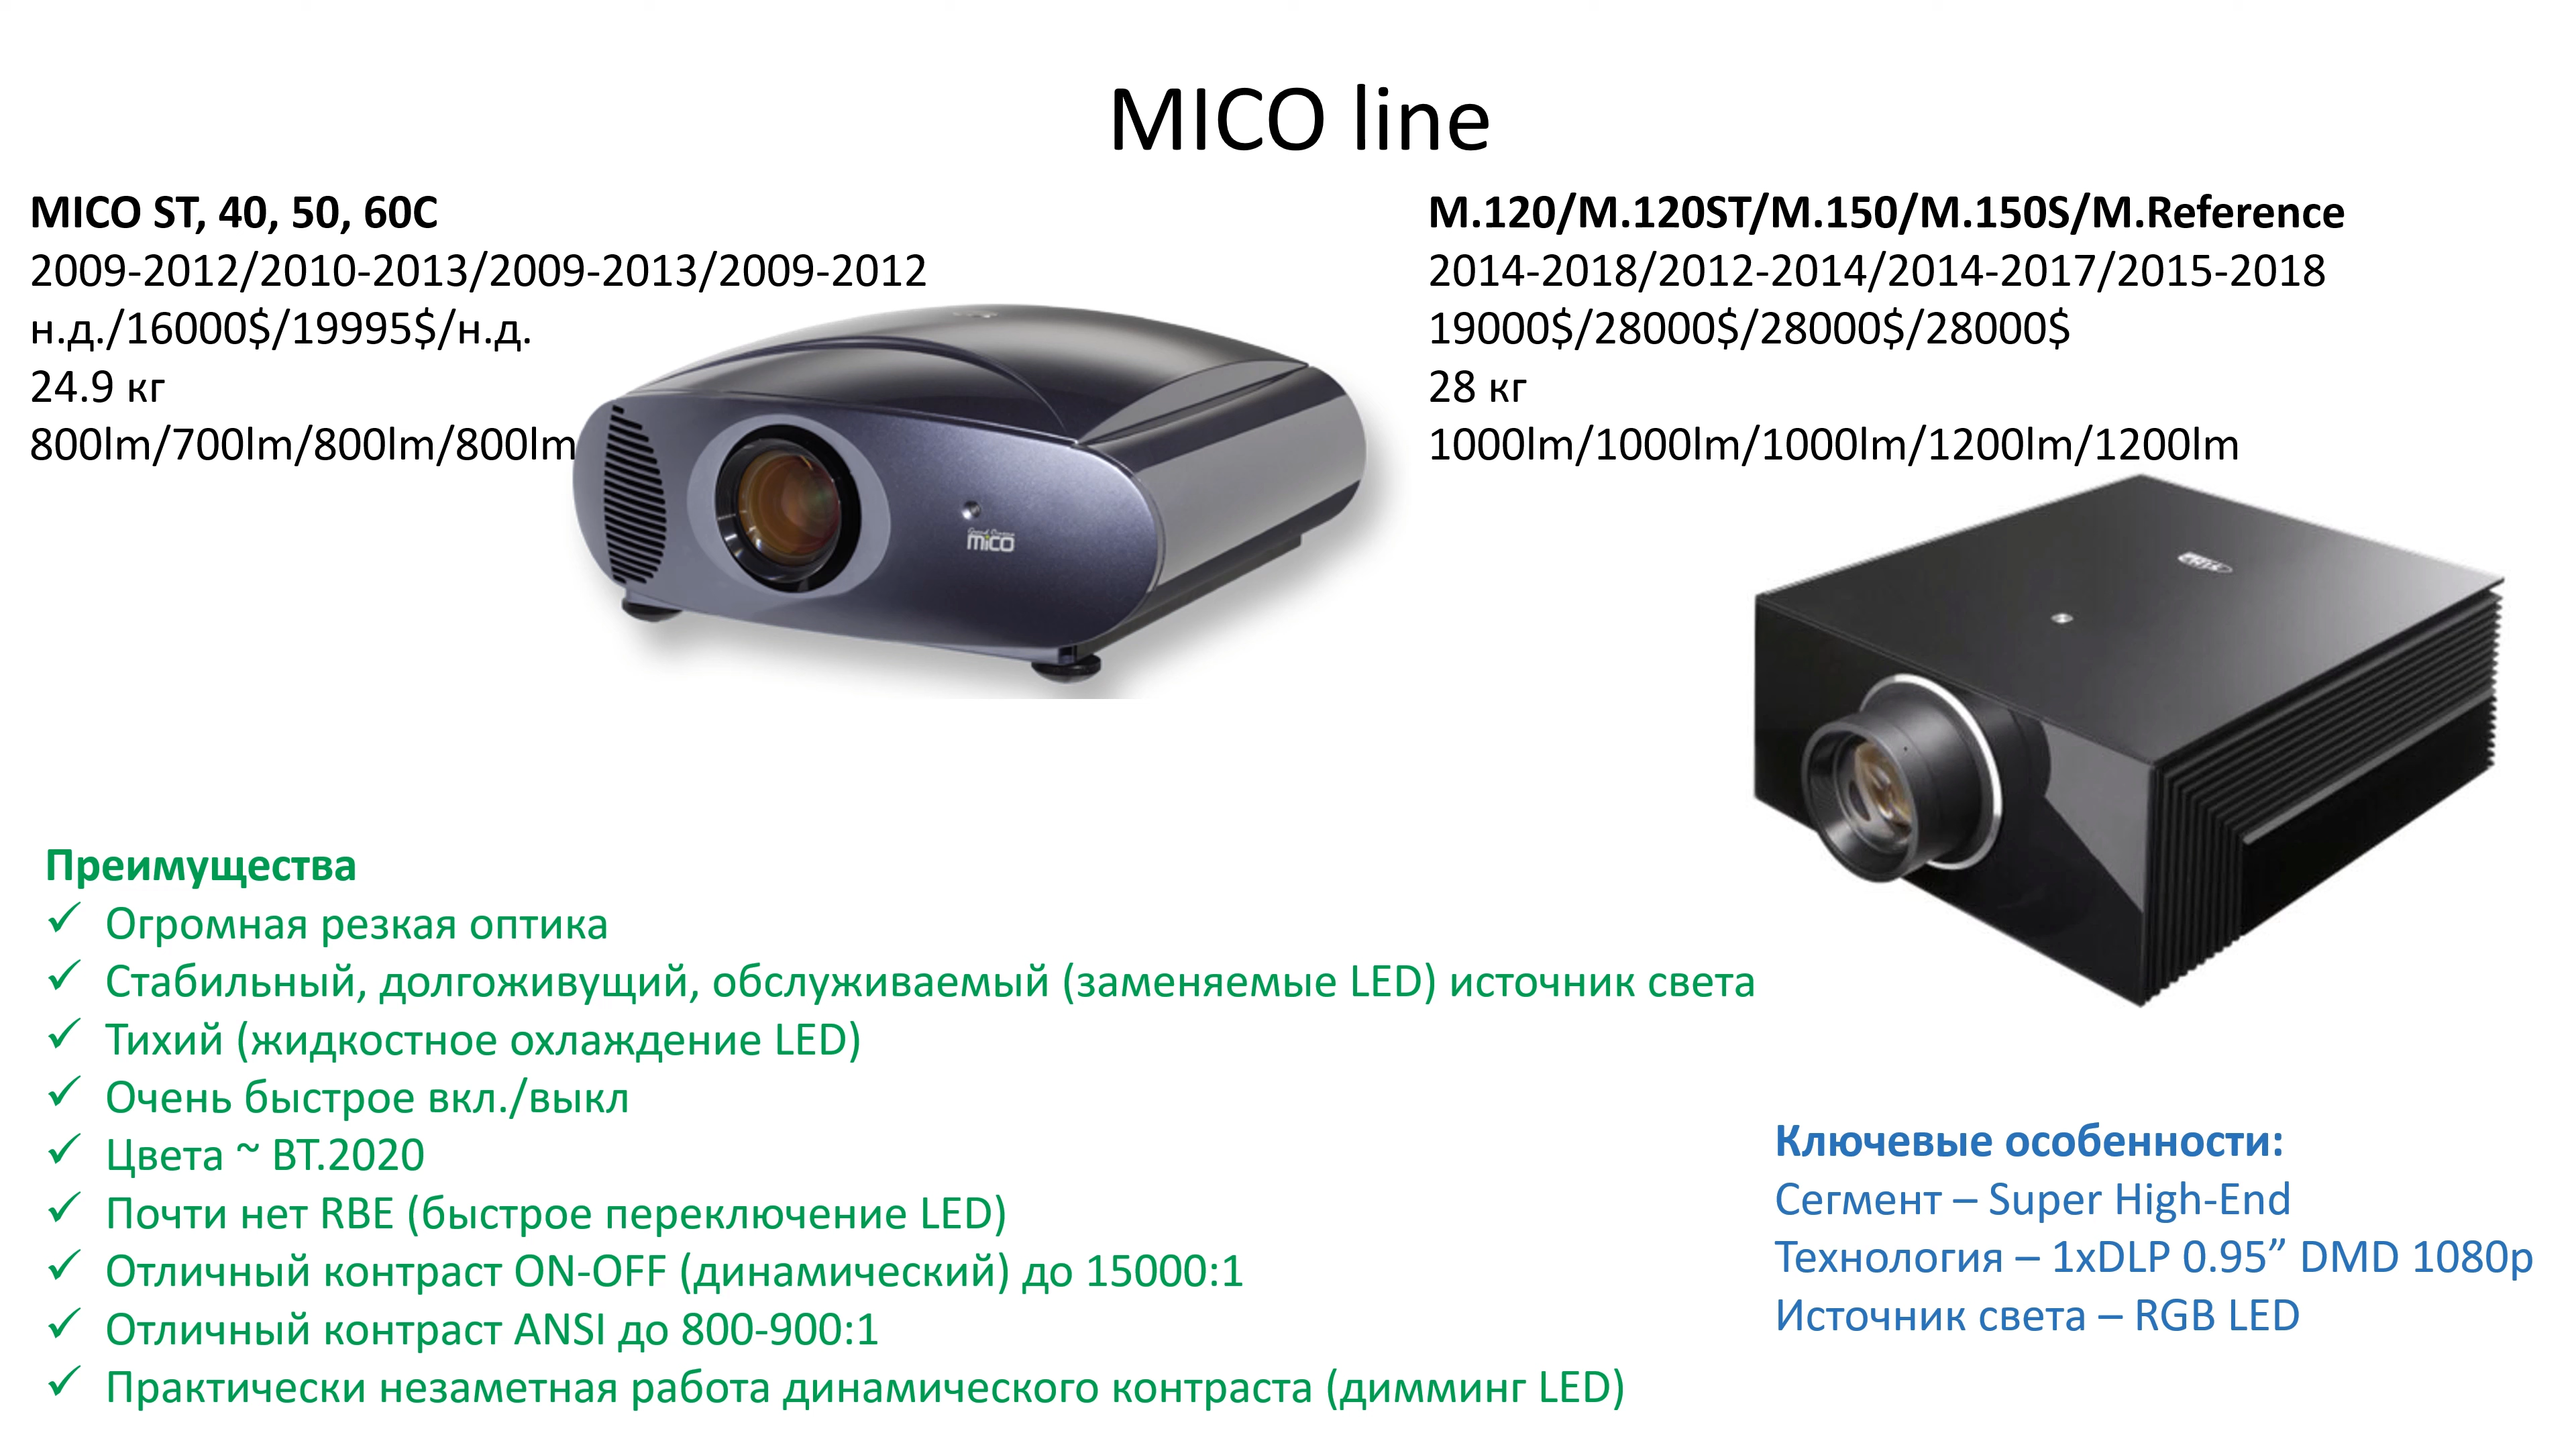 MICO line
MICO ST, 40, 50, 60C
2009-2012/2010-2013/2009-2013/2009-2012
н.д./16000$/19995$/н.д.
24.9 кг
800lm/700lm/800lm/800lm
mico
M.120/M.120ST/M.150/M.150S/M.Reference
2014-2018/2012-2014/2014-2017/2015-2018
19000$/28000$/28000$/28000$
28 кг
1000lm/1000lm/1000lm/1200lm/1200lm
Преимущества
✓ Огромная резкая оптика
✓ Стабильный, долгоживущий, обслуживаемый (заменяемые LED) источник света
✓ Тихий (жидкостное охлаждение LED)
✓ Очень быстрое вкл./выкл
✓ Цвета ~ BT.2020
✓ Почти нет RBE (быстрое переключение LED)
✓ Отличный контраст ON-OFF (динамический) до 15000:1
✓ Отличный контраст ANSI до 800-900:1
✓ Практически незаметная работа динамического контраста (димминг LED)
Ключевые особенности:
Сегмент – Super High-End
Технология – 1xDLP 0.95” DMD 1080p
Источник света – RGB LED